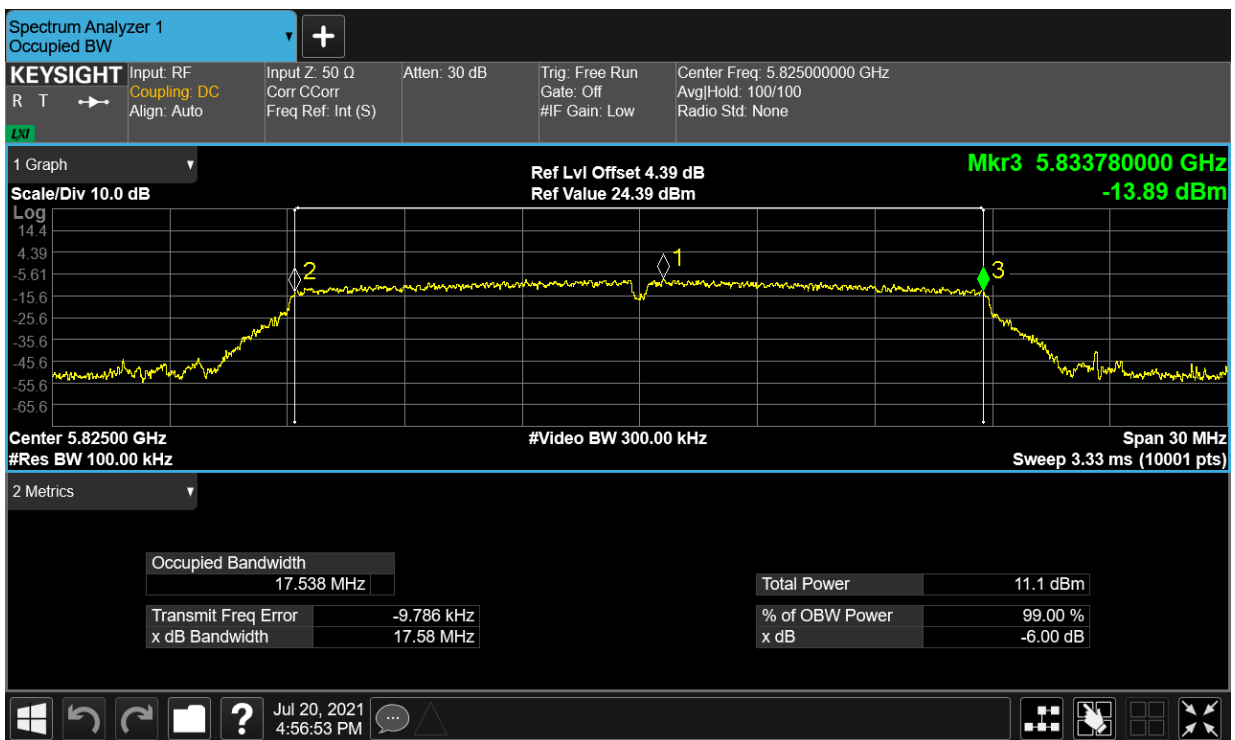 Spectrum Analyzer 1
Occupied BW
KEYSIGHT
R T
LXI
Input: RF
Coupling: DC
Align: Auto
Input Z: 50 Ω
Corr CCorr
Freq Ref: Int (S)
Atten: 30 dB
Trig: Free Run
Gate: Off
#IF Gain: Low
Center Freq: 5.825000000 GHz
Avg|Hold: 100/100
Radio Std: None
1 Graph
Scale/Div 10.0 dB
Ref Lvl Offset 4.39 dB
Ref Value 24.39 dBm
Mkr3 5.833780000 GHz
-13.89 dBm
Log
14.4
4.39
-5.61
-15.6
-25.6
-35.6
-45.6
-55.6
-65.6
2
1
3
Center 5.82500 GHz
#Res BW 100.00 kHz
#Video BW 300.00 kHz
Span 30 MHz
Sweep 3.33 ms (10001 pts)
2 Metrics
Occupied Bandwidth
17.538 MHz
Transmit Freq Error -9.786 kHz
x dB Bandwidth 17.58 MHz
Total Power 11.1 dBm
% of OBW Power 99.00 %
x dB -6.00 dB
?
Jul 20, 2021
4:56:53 PM